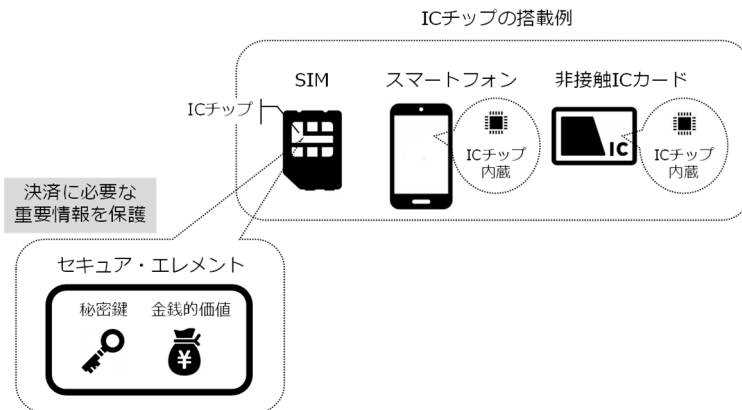 ICチップの搭載例
SIM
スマートフォン
非接触ICカード
ICチップ
ICチップ
内蔵
IC
ICチップ
内蔵
決済に必要な
重要情報を保護
セキュア・エレメント
秘密鍵
金銭的価値
¥